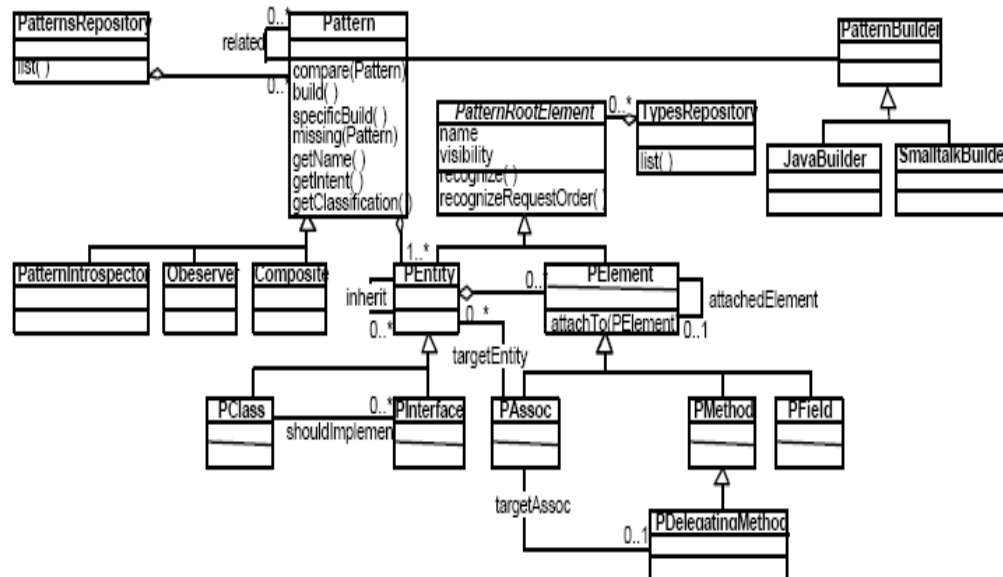 PatternsRepository
list( )
0..*
related
0..*
Pattern
compare(Pattern)
build( )
specificBuild( )
missing(Pattern)
getName( )
getIntent( )
getClassification( )
PatternRootElement
name
visibility
recognize( )
recognizeRequestOrder( )
0..*
TypesRepository
list( )
PatternBuilder
JavaBuilder
SmalltalkBuilder
PatternIntrospector
Obeserver
Composite
1..*
PEntity
inherit
0..*
0..*
0..*
PElement
attachTo(PElement
attachedElement
0..1
targetEntity
PClass
0..*
PInterface
shouldImplemen
PAssoc
PMethod
PField
targetAssoc
0..1
PDelegatingMethod